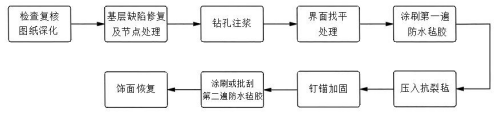 检查复核
图纸深化
基层缺陷修复
及节点处理
钻孔注浆
界面找平
处理
涂刷第一遍
防水毡胶
压入抗裂毡
钉锚加固
涂刷或批刮
第二遍防水毡胶
饰面恢复